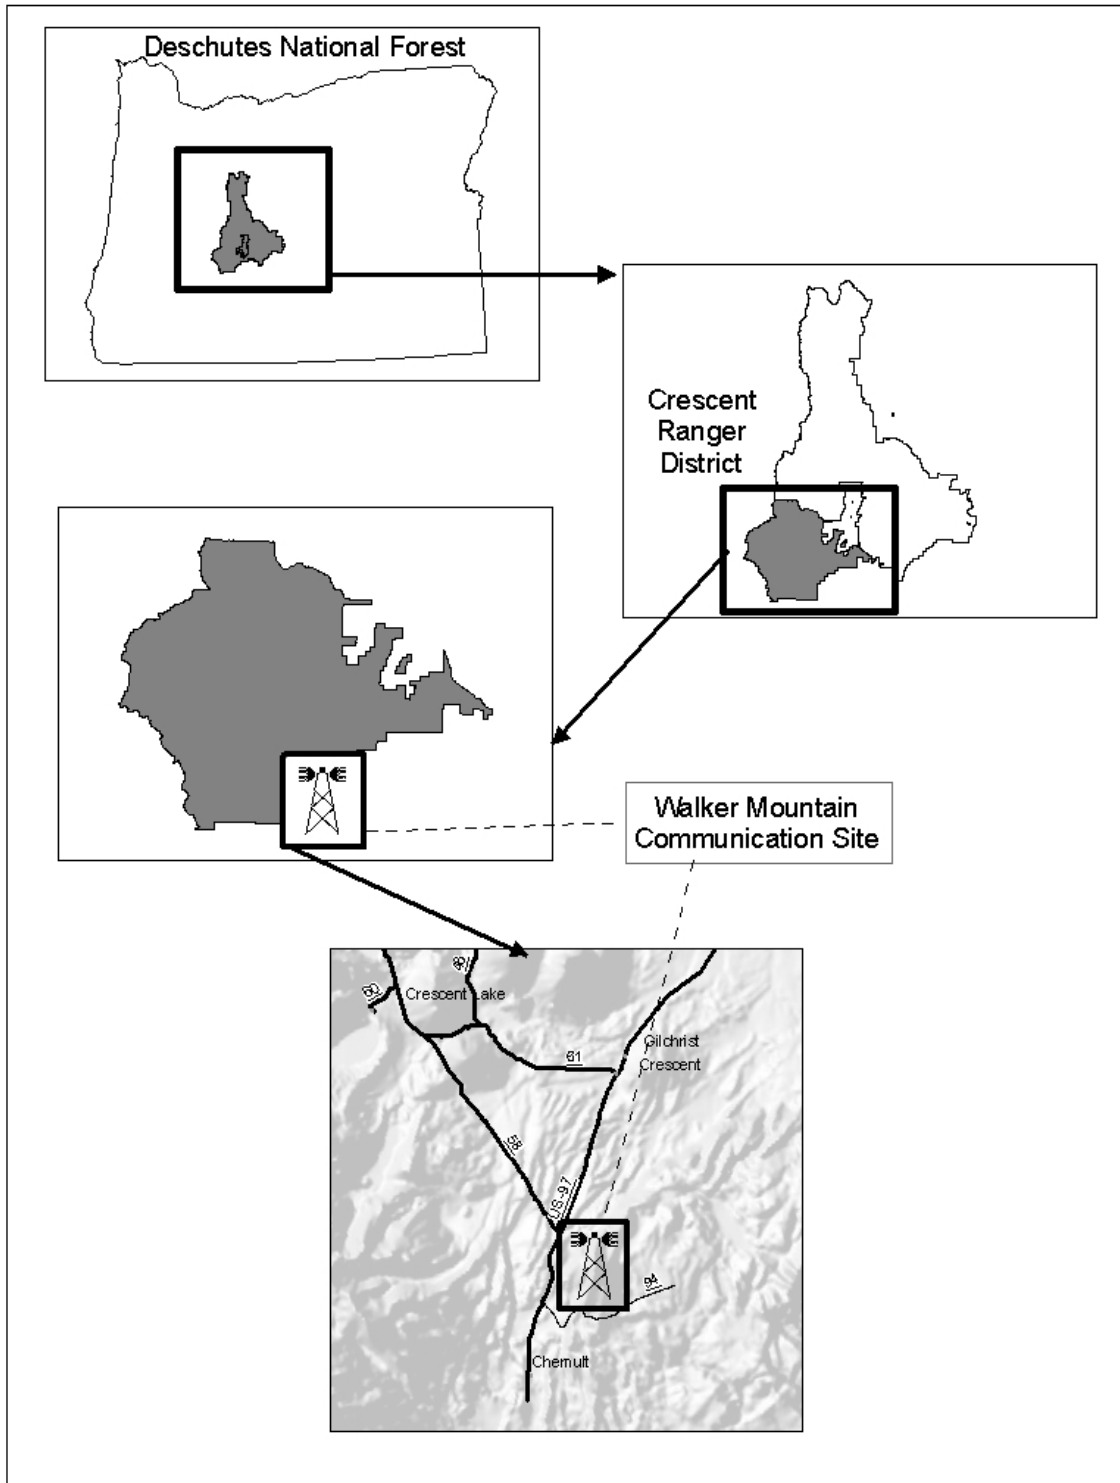 Deschutes National Forest
Crescent
Ranger
District
Walker Mountain
Communication Site
Crescent Lake
Gilchrist
Crescent
61
58
US-97
94
Chemult